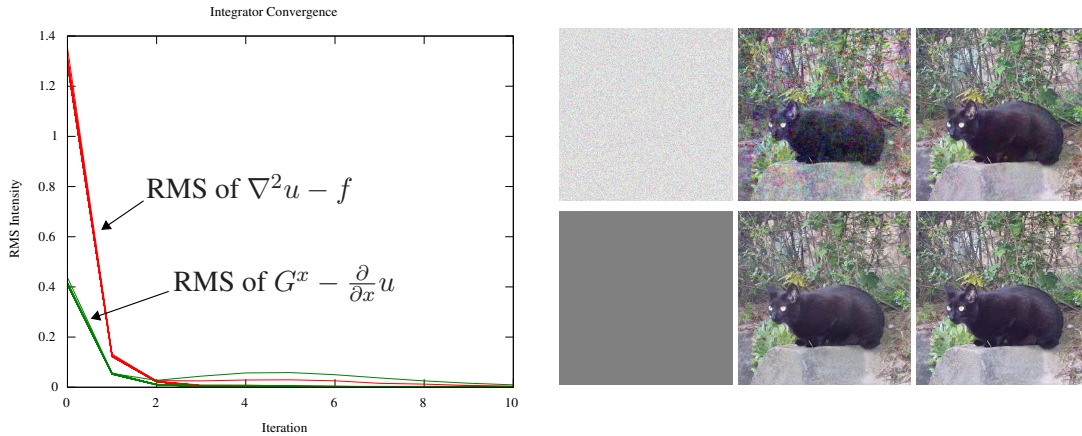 Integrator Convergence
1.4
1.2
1
0.8
0.6
0.4
0.2
0
RMS Intensity
RMS of ∇²u − f
RMS of Gˣ − ∂/∂x u
0 2 4 6 8 10
Iteration